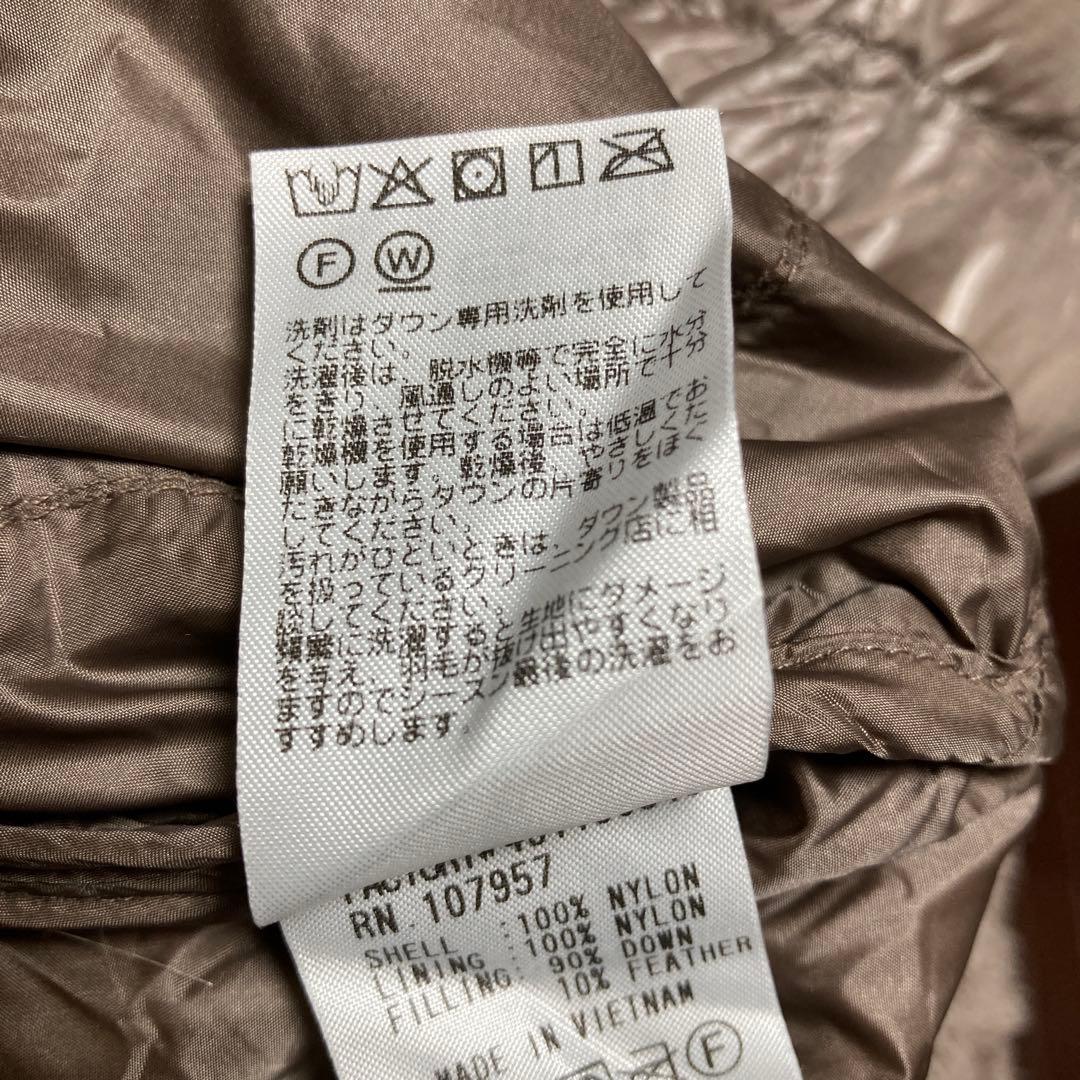 F W
洗剤はダウン専用洗剤を使用して
ください。
洗濯後は、脱水機等で完全に水分
をきり、風通しのよい場所で十分
に乾燥させてください。
乾燥機を使用する場合は低温でお
願いします。乾燥後はやさしくた
たきながらダウンの片寄りをほぐ
してください。
汚れがひどいときは、ダウン製品
を扱っているクリーニング店に相
談してください。
頻繁に洗濯すると生地にダメージ
を与え、羽毛が抜け出やすくなり
ますのでシーズン最後の洗濯をお
すすめします。
RN 107957
SHELL :100% NYLON
LINING :100% NYLON
FILLING: 90% DOWN
10% FEATHER
MADE IN VIETNAM
F